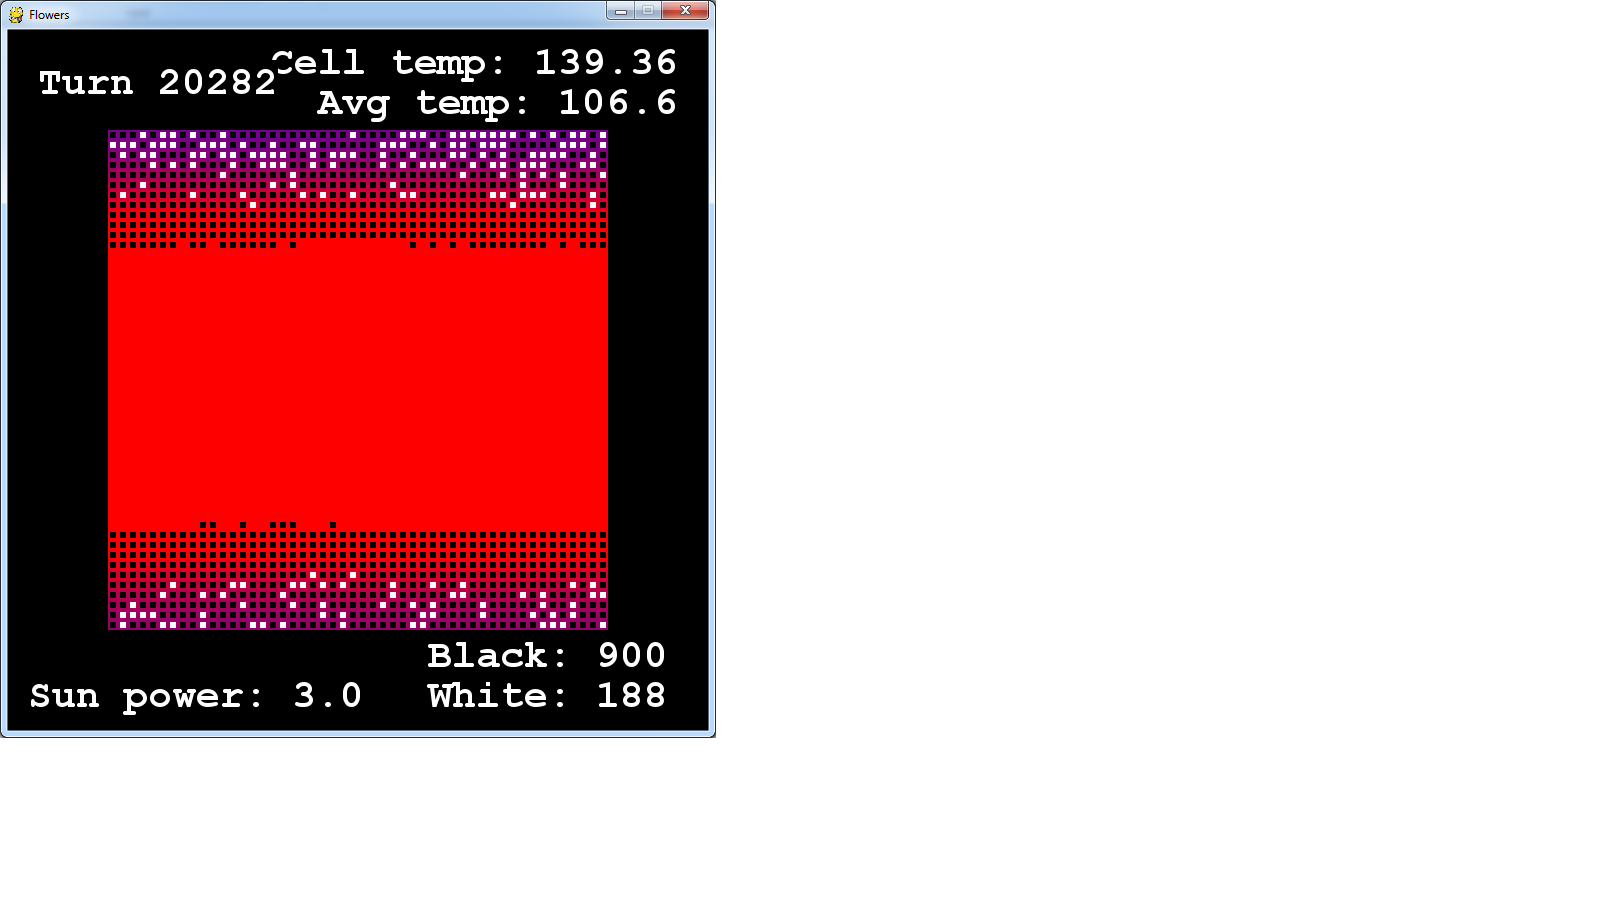 Flowers
Cell temp: 139.36
Turn 20282
Avg temp: 106.6
Black: 900
Sun power: 3.0 White: 188